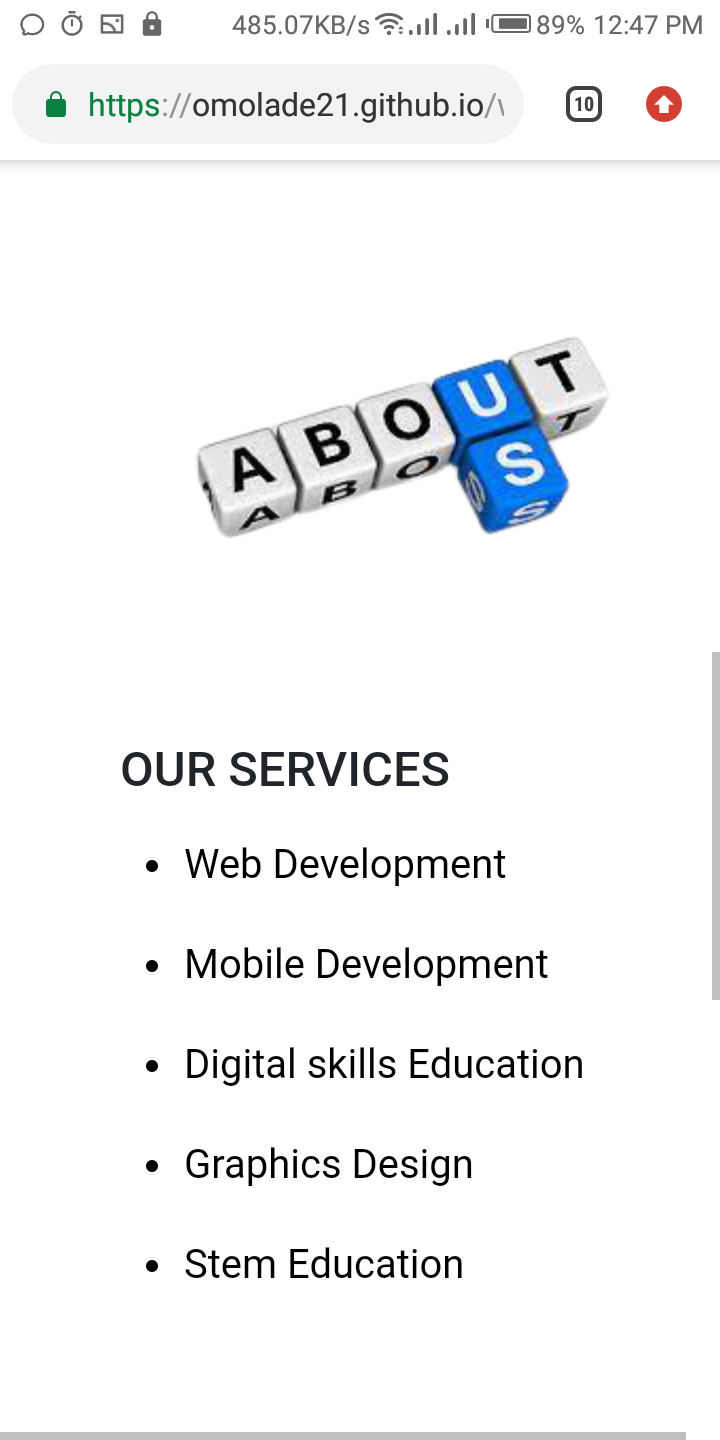 485.07KB/s 89% 12:47 PM
https://omolade21.github.io/ 10
ABOUT
US
OUR SERVICES
• Web Development
• Mobile Development
• Digital skills Education
• Graphics Design
• Stem Education